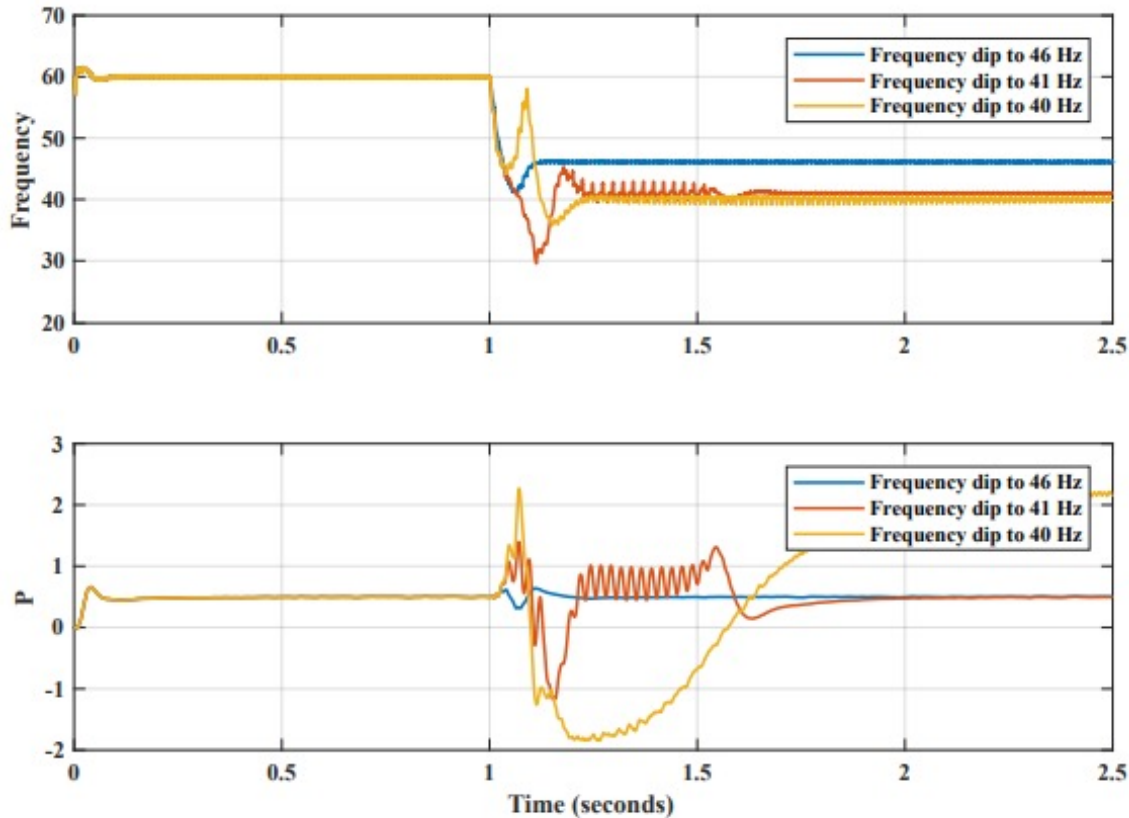 70
60
50
40
30
20
Frequency
Frequency dip to 46 Hz
Frequency dip to 41 Hz
Frequency dip to 40 Hz
0 0.5 1 1.5 2 2.5
3
2
1
0
-1
-2
P
Frequency dip to 46 Hz
Frequency dip to 41 Hz
Frequency dip to 40 Hz
0 0.5 1 1.5 2 2.5
Time (seconds)